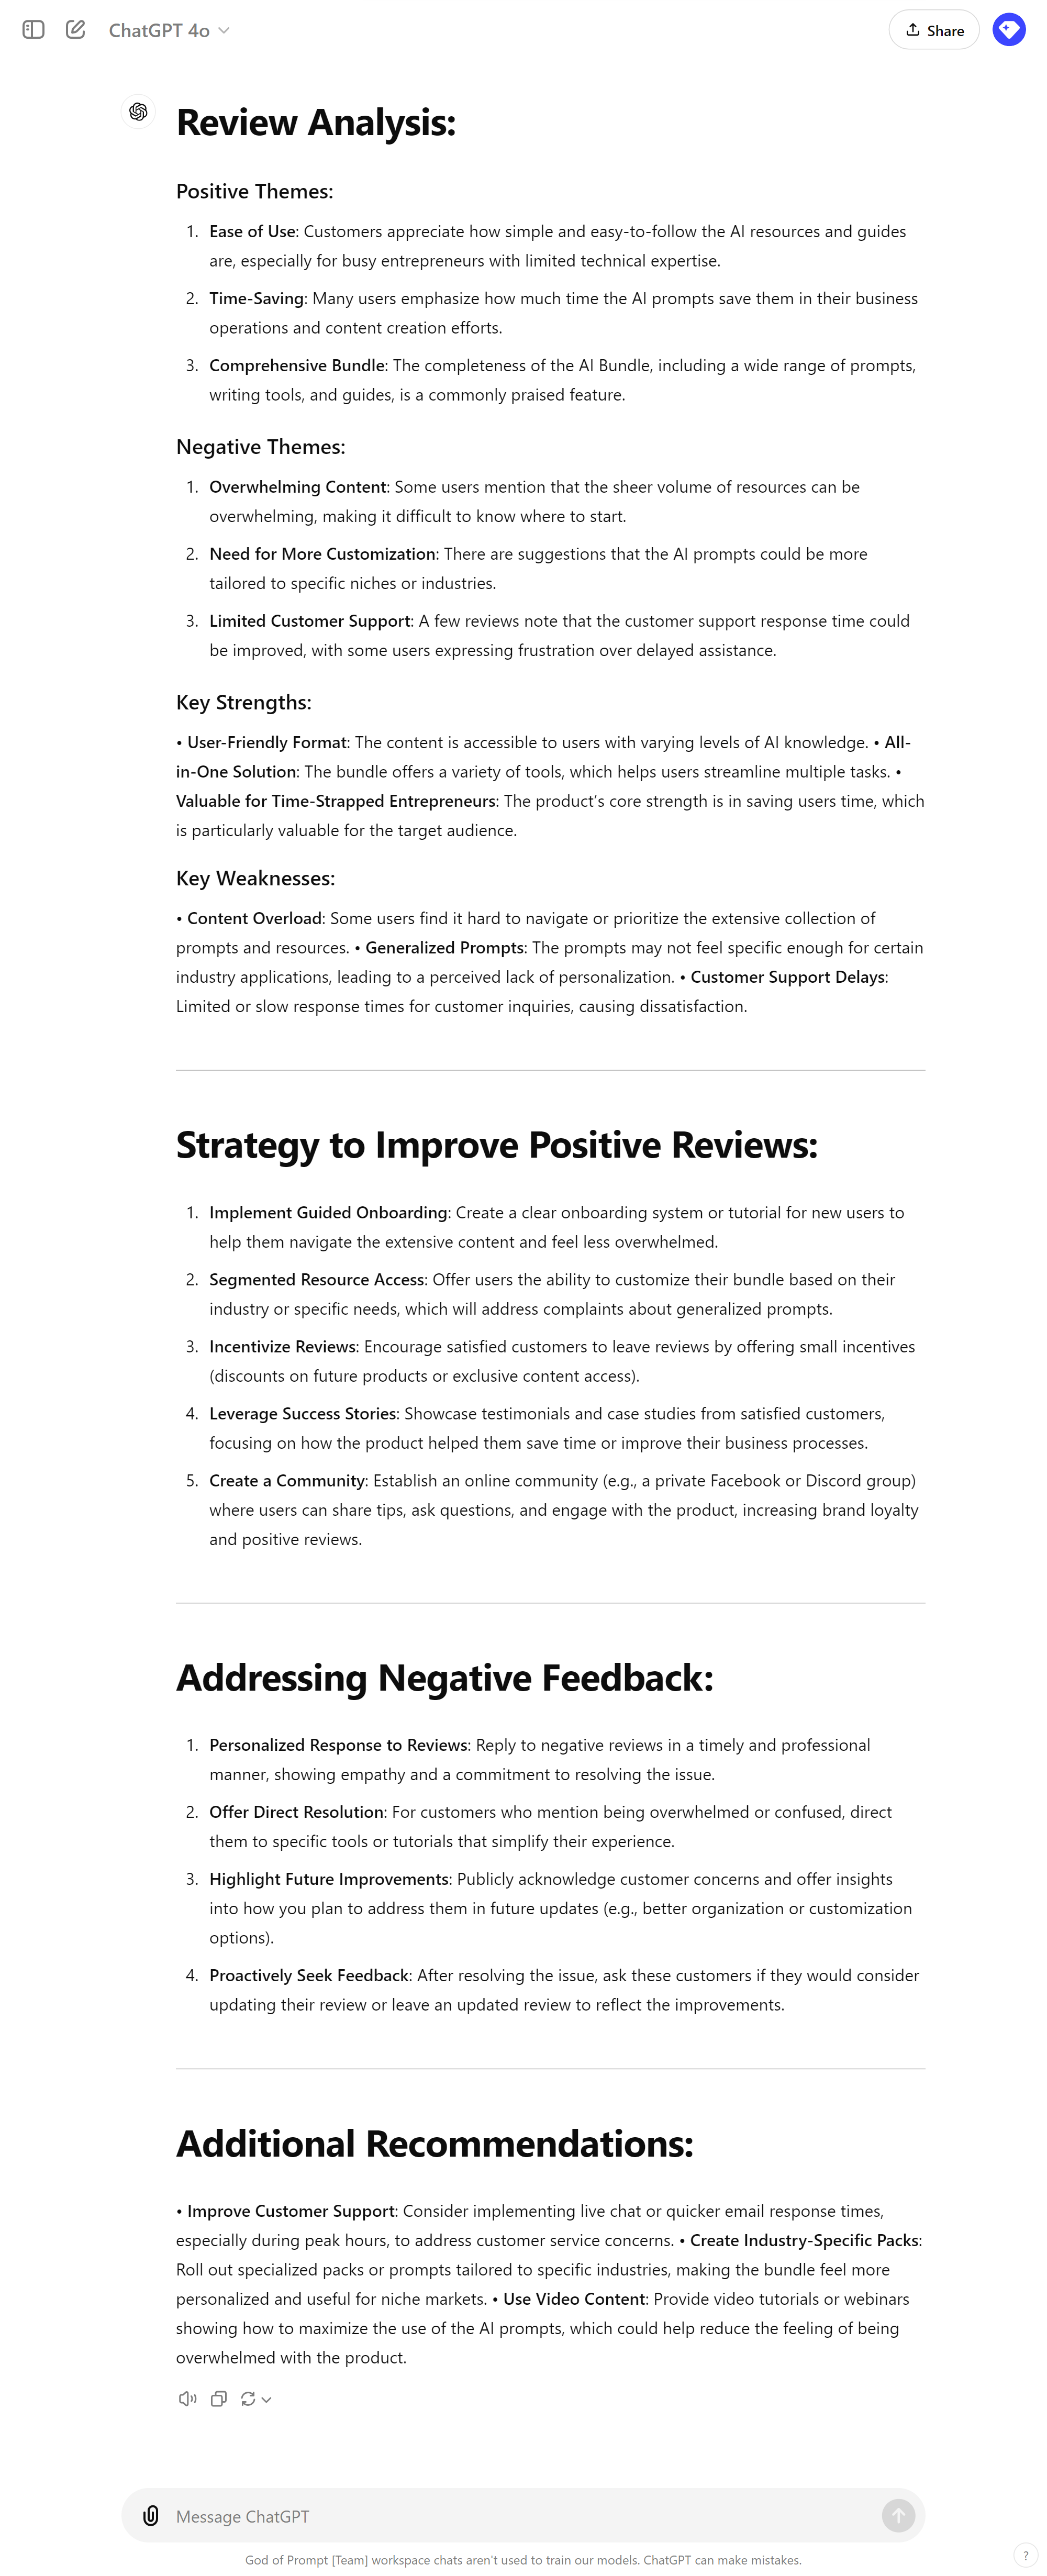 ChatGPT 4o
Share
Review Analysis:
Positive Themes:
1. Ease of Use: Customers appreciate how simple and easy-to-follow the AI resources and guides
are, especially for busy entrepreneurs with limited technical expertise.
2. Time-Saving: Many users emphasize how much time the AI prompts save them in their business
operations and content creation efforts.
3. Comprehensive Bundle: The completeness of the AI Bundle, including a wide range of prompts,
writing tools, and guides, is a commonly praised feature.
Negative Themes:
1. Overwhelming Content: Some users mention that the sheer volume of resources can be
overwhelming, making it difficult to know where to start.
2. Need for More Customization: There are suggestions that the AI prompts could be more
tailored to specific niches or industries.
3. Limited Customer Support: A few reviews note that the customer support response time could
be improved, with some users expressing frustration over delayed assistance.
Key Strengths:
• User-Friendly Format: The content is accessible to users with varying levels of AI knowledge. • All-
in-One Solution: The bundle offers a variety of tools, which helps users streamline multiple tasks. •
Valuable for Time-Strapped Entrepreneurs: The product's core strength is in saving users time, which
is particularly valuable for the target audience.
Key Weaknesses:
• Content Overload: Some users find it hard to navigate or prioritize the extensive collection of
prompts and resources. • Generalized Prompts: The prompts may not feel specific enough for certain
industry applications, leading to a perceived lack of personalization. • Customer Support Delays:
Limited or slow response times for customer inquiries, causing dissatisfaction.
Strategy to Improve Positive Reviews:
1. Implement Guided Onboarding: Create a clear onboarding system or tutorial for new users to
help them navigate the extensive content and feel less overwhelmed.
2. Segmented Resource Access: Offer users the ability to customize their bundle based on their
industry or specific needs, which will address complaints about generalized prompts.
3. Incentivize Reviews: Encourage satisfied customers to leave reviews by offering small incentives
(discounts on future products or exclusive content access).
4. Leverage Success Stories: Showcase testimonials and case studies from satisfied customers,
focusing on how the product helped them save time or improve their business processes.
5. Create a Community: Establish an online community (e.g., a private Facebook or Discord group)
where users can share tips, ask questions, and engage with the product, increasing brand loyalty
and positive reviews.
Addressing Negative Feedback:
1. Personalized Response to Reviews: Reply to negative reviews in a timely and professional
manner, showing empathy and a commitment to resolving the issue.
2. Offer Direct Resolution: For customers who mention being overwhelmed or confused, direct
them to specific tools or tutorials that simplify their experience.
3. Highlight Future Improvements: Publicly acknowledge customer concerns and offer insights
into how you plan to address them in future updates (e.g., better organization or customization
options).
4. Proactively Seek Feedback: After resolving the issue, ask these customers if they would consider
updating their review or leave an updated review to reflect the improvements.
Additional Recommendations:
• Improve Customer Support: Consider implementing live chat or quicker email response times,
especially during peak hours, to address customer service concerns. • Create Industry-Specific Packs:
Roll out specialized packs or prompts tailored to specific industries, making the bundle feel more
personalized and useful for niche markets. • Use Video Content: Provide video tutorials or webinars
showing how to maximize the use of the AI prompts, which could help reduce the feeling of being
overwhelmed with the product.
Message ChatGPT
God of Prompt [Team] workspace chats aren't used to train our models. ChatGPT can make mistakes.
?